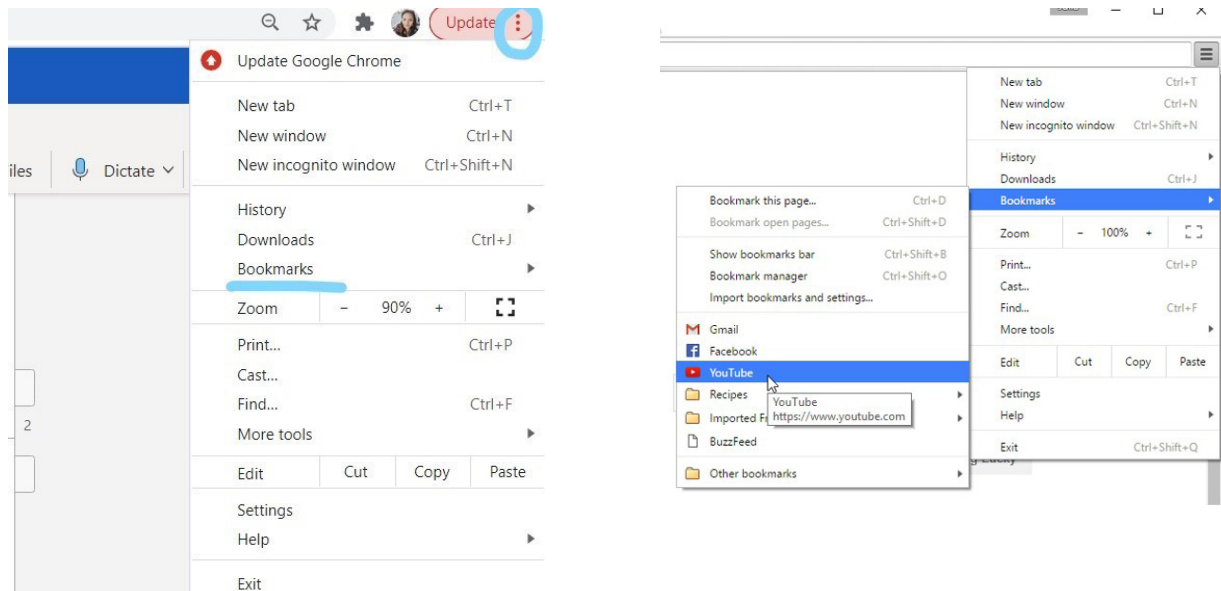 Update
Update Google Chrome
New tab Ctrl+T
New window Ctrl+N
New incognito window Ctrl+Shift+N
iles Dictate
History
Downloads Ctrl+J
Bookmarks
Zoom - 90% +
Print... Ctrl+P
Cast...
Find... Ctrl+F
2
More tools
Edit Cut Copy Paste
Settings
Help
Exit
New tab Ctrl+T
New window Ctrl+N
New incognito window Ctrl+Shift+N
History
Downloads Ctrl+J
Bookmarks
Zoom - 100% +
Print... Ctrl+P
Cast...
Find... Ctrl+F
More tools
Edit Cut Copy Paste
Settings
Help
Exit Ctrl+Shift+Q
Bookmark this page... Ctrl+D
Bookmark open pages... Ctrl+Shift+D
Show bookmarks bar Ctrl+Shift+B
Bookmark manager Ctrl+Shift+O
Import bookmarks and settings...
Gmail
Facebook
YouTube
Recipes
YouTube
Imported F
https://www.youtube.com
BuzzFeed
Other bookmarks